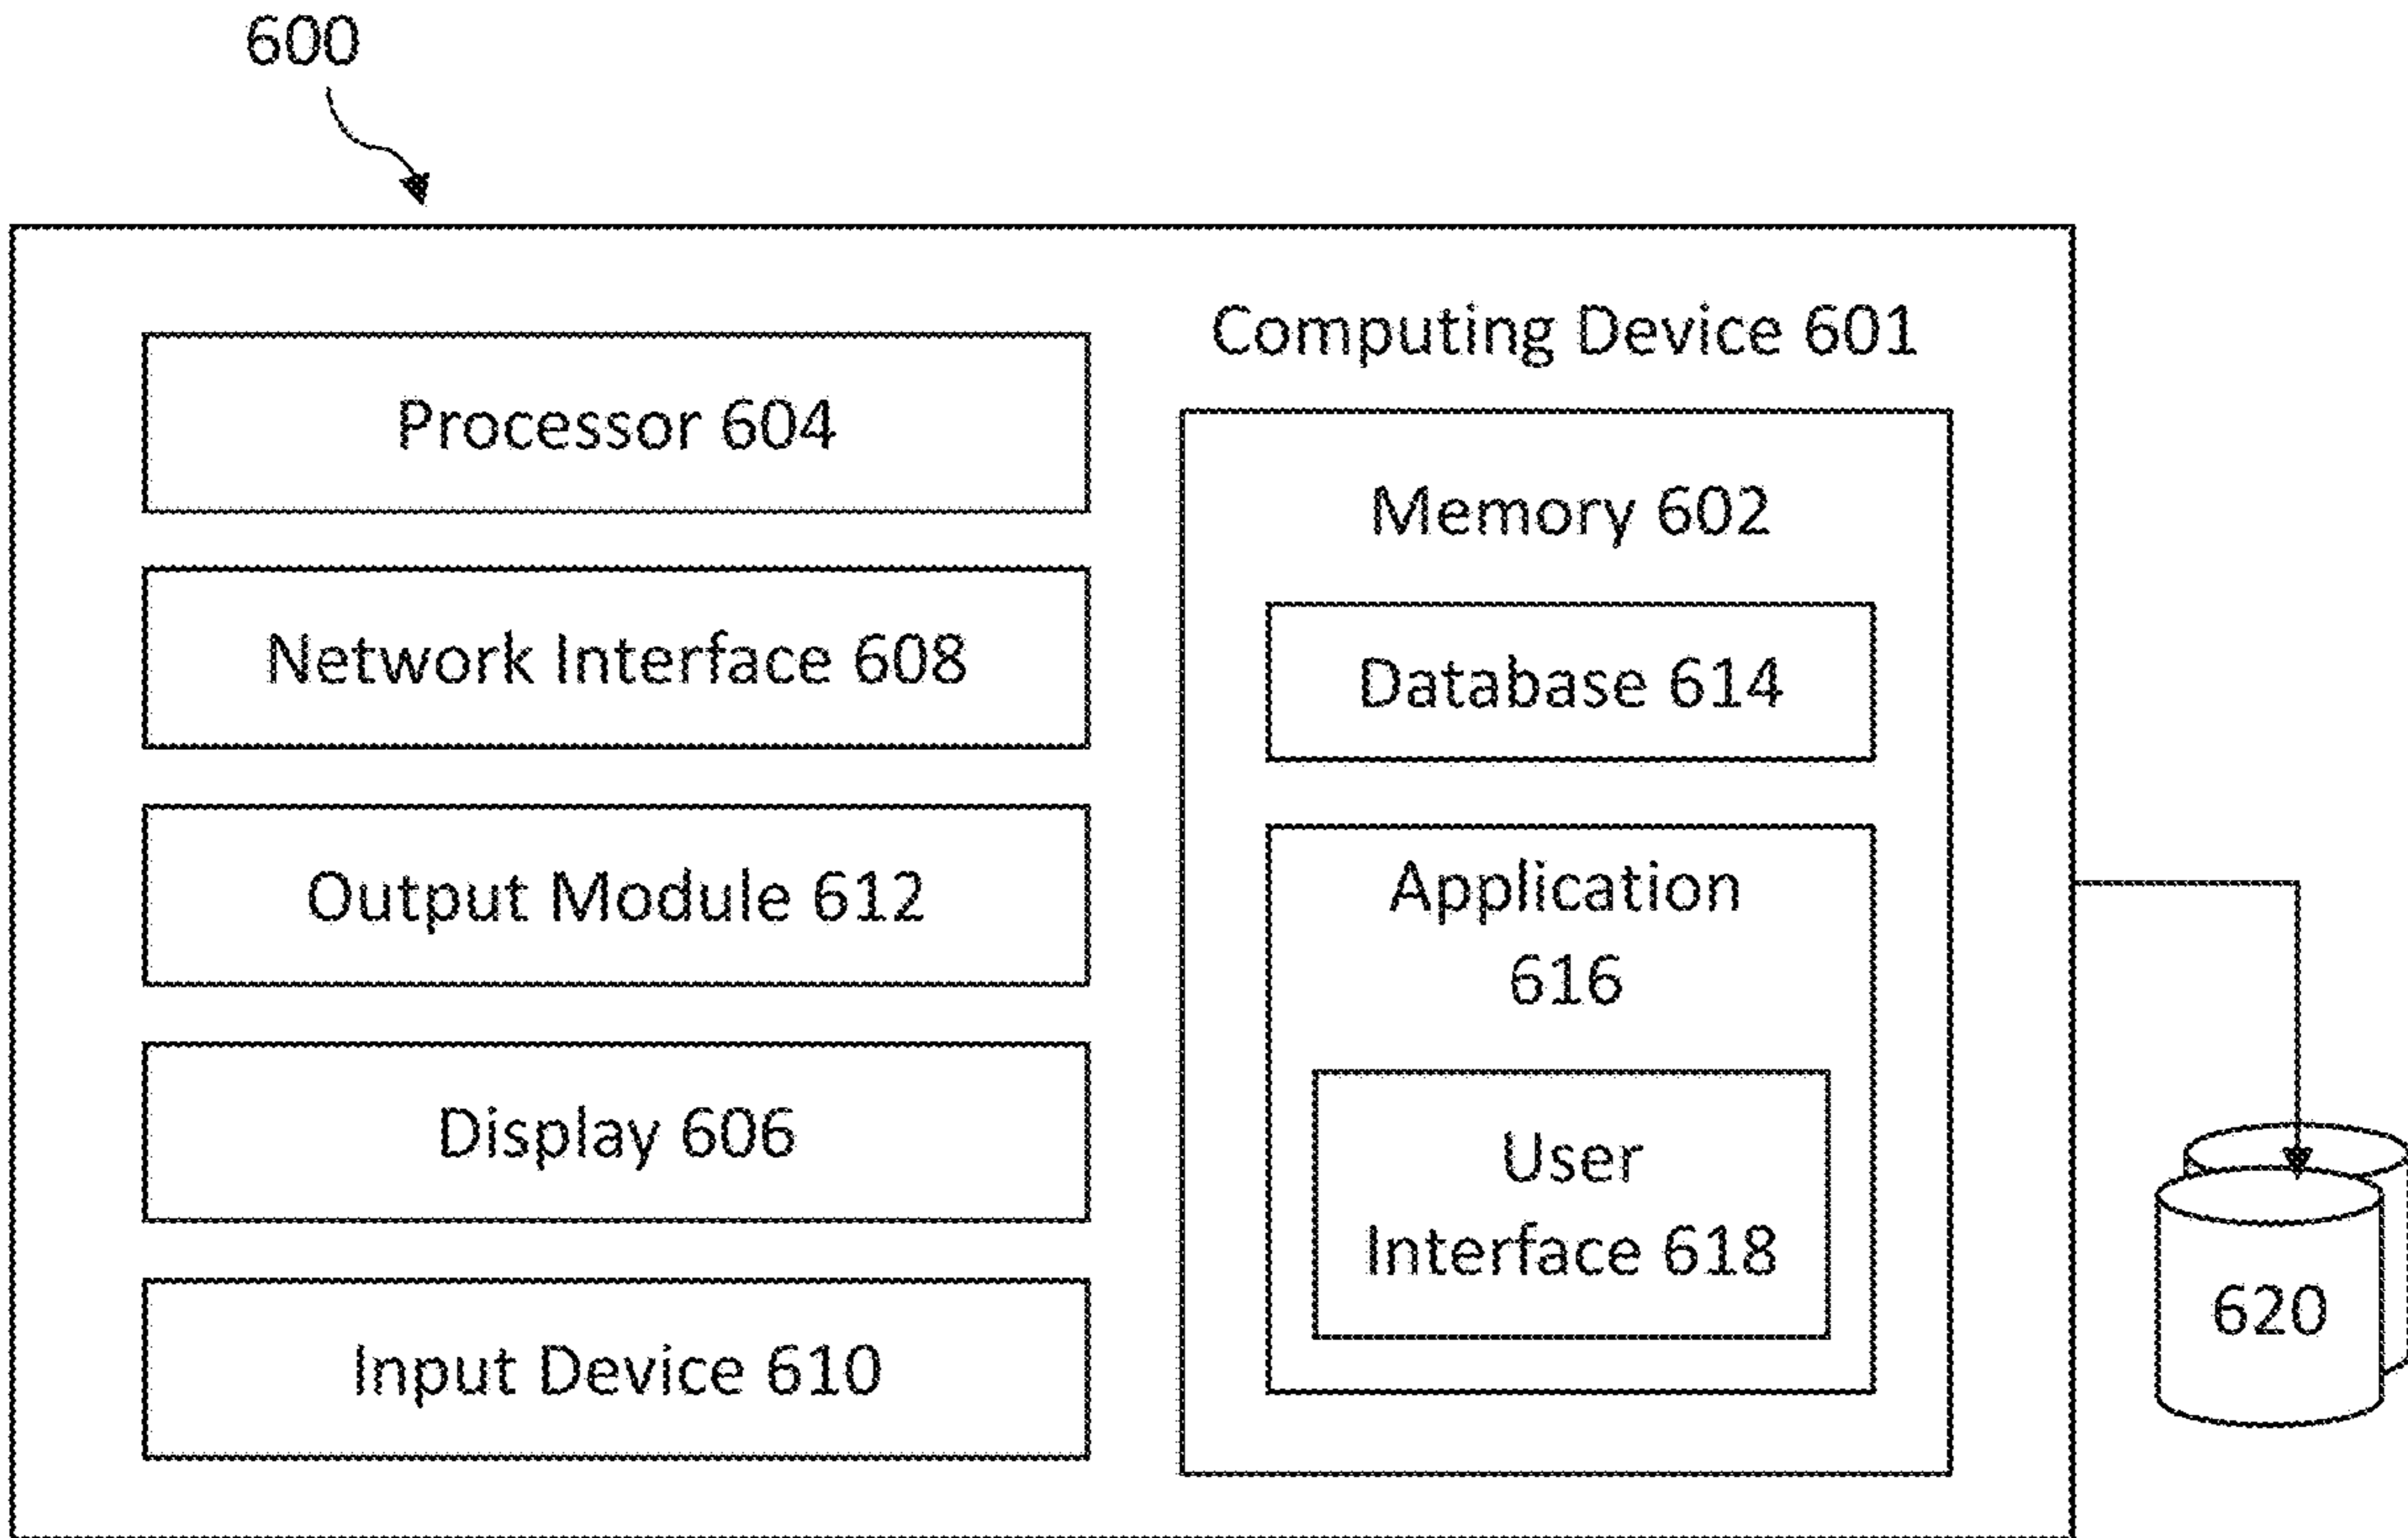 600
Computing Device 601
Processor 604
Network Interface 608
Output Module 612
Display 606
Input Device 610
Memory 602
Database 614
Application
616
User
Interface 618
620